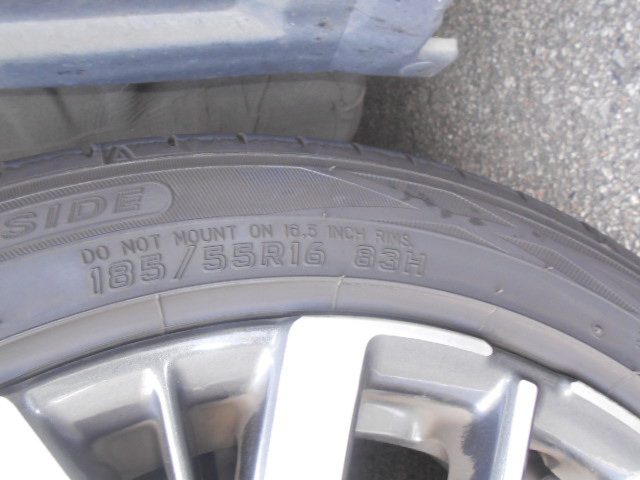 SIDE
DO NOT MOUNT ON 16.5 INCH RIMS.
185/55R16 83H